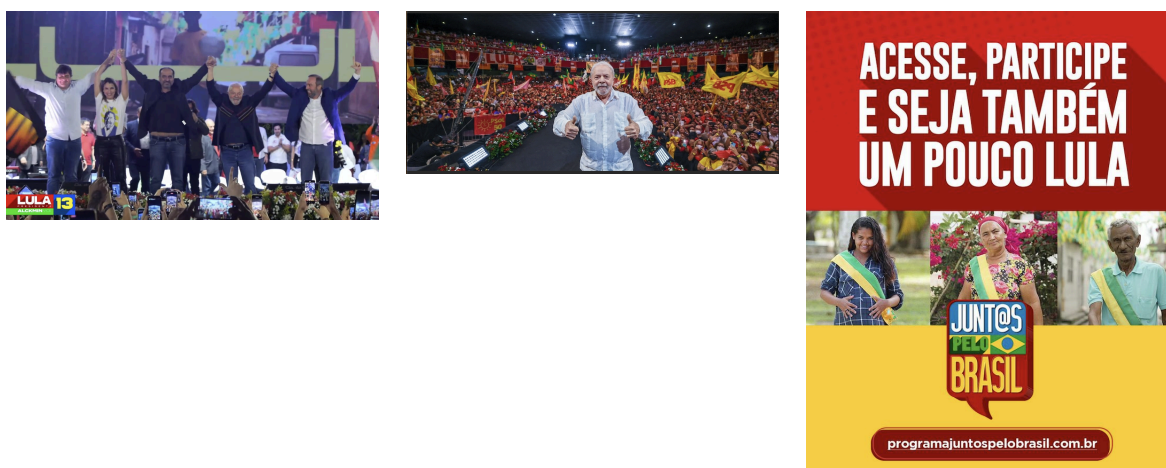 LULA
13
ALCKMIN
ACESSE, PARTICIPE
E SEJA TAMBÉM
UM POUCO LULA
JUNT@S
PELO
BRASIL
programajuntospelobrasil.com.br